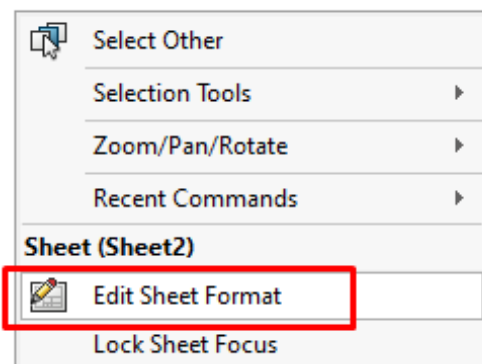 Select Other
Selection Tools
Zoom/Pan/Rotate
Recent Commands
Sheet (Sheet2)
Edit Sheet Format
Lock Sheet Focus